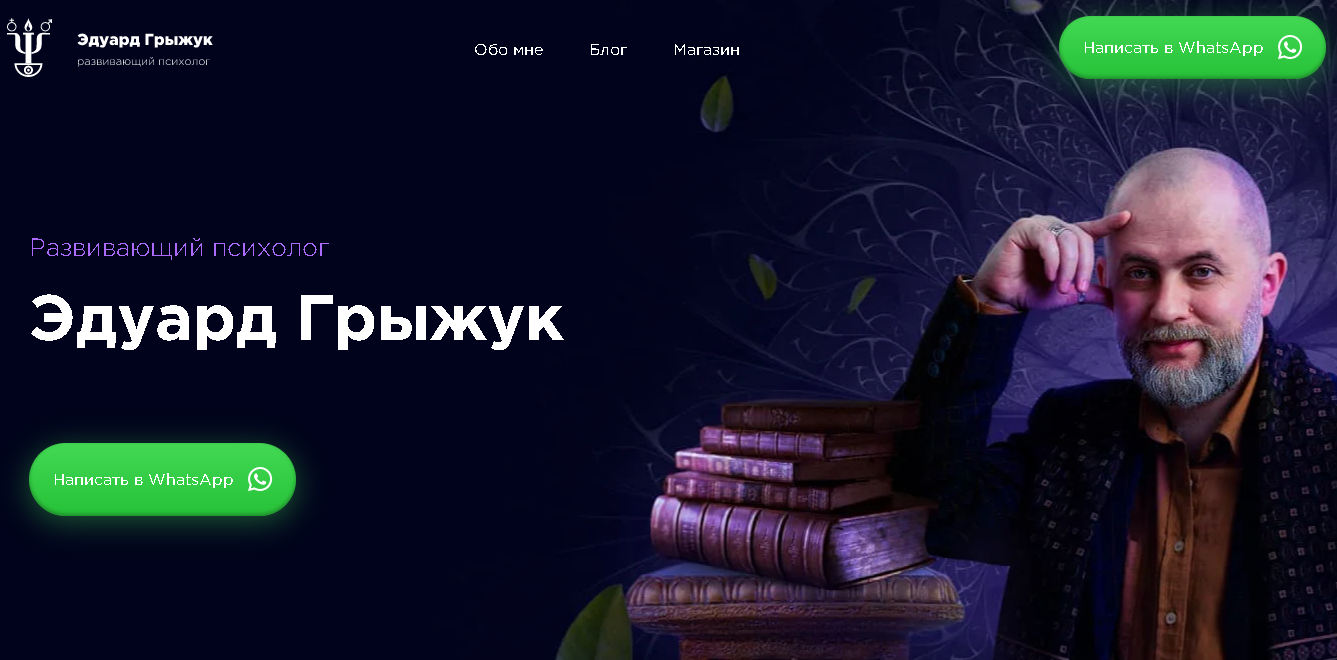 Эдуард Грыжук
развивающий психолог
Обо мне
Блог
Магазин
Написать в WhatsApp
Развивающий психолог
Эдуард Грыжук
Написать в WhatsApp